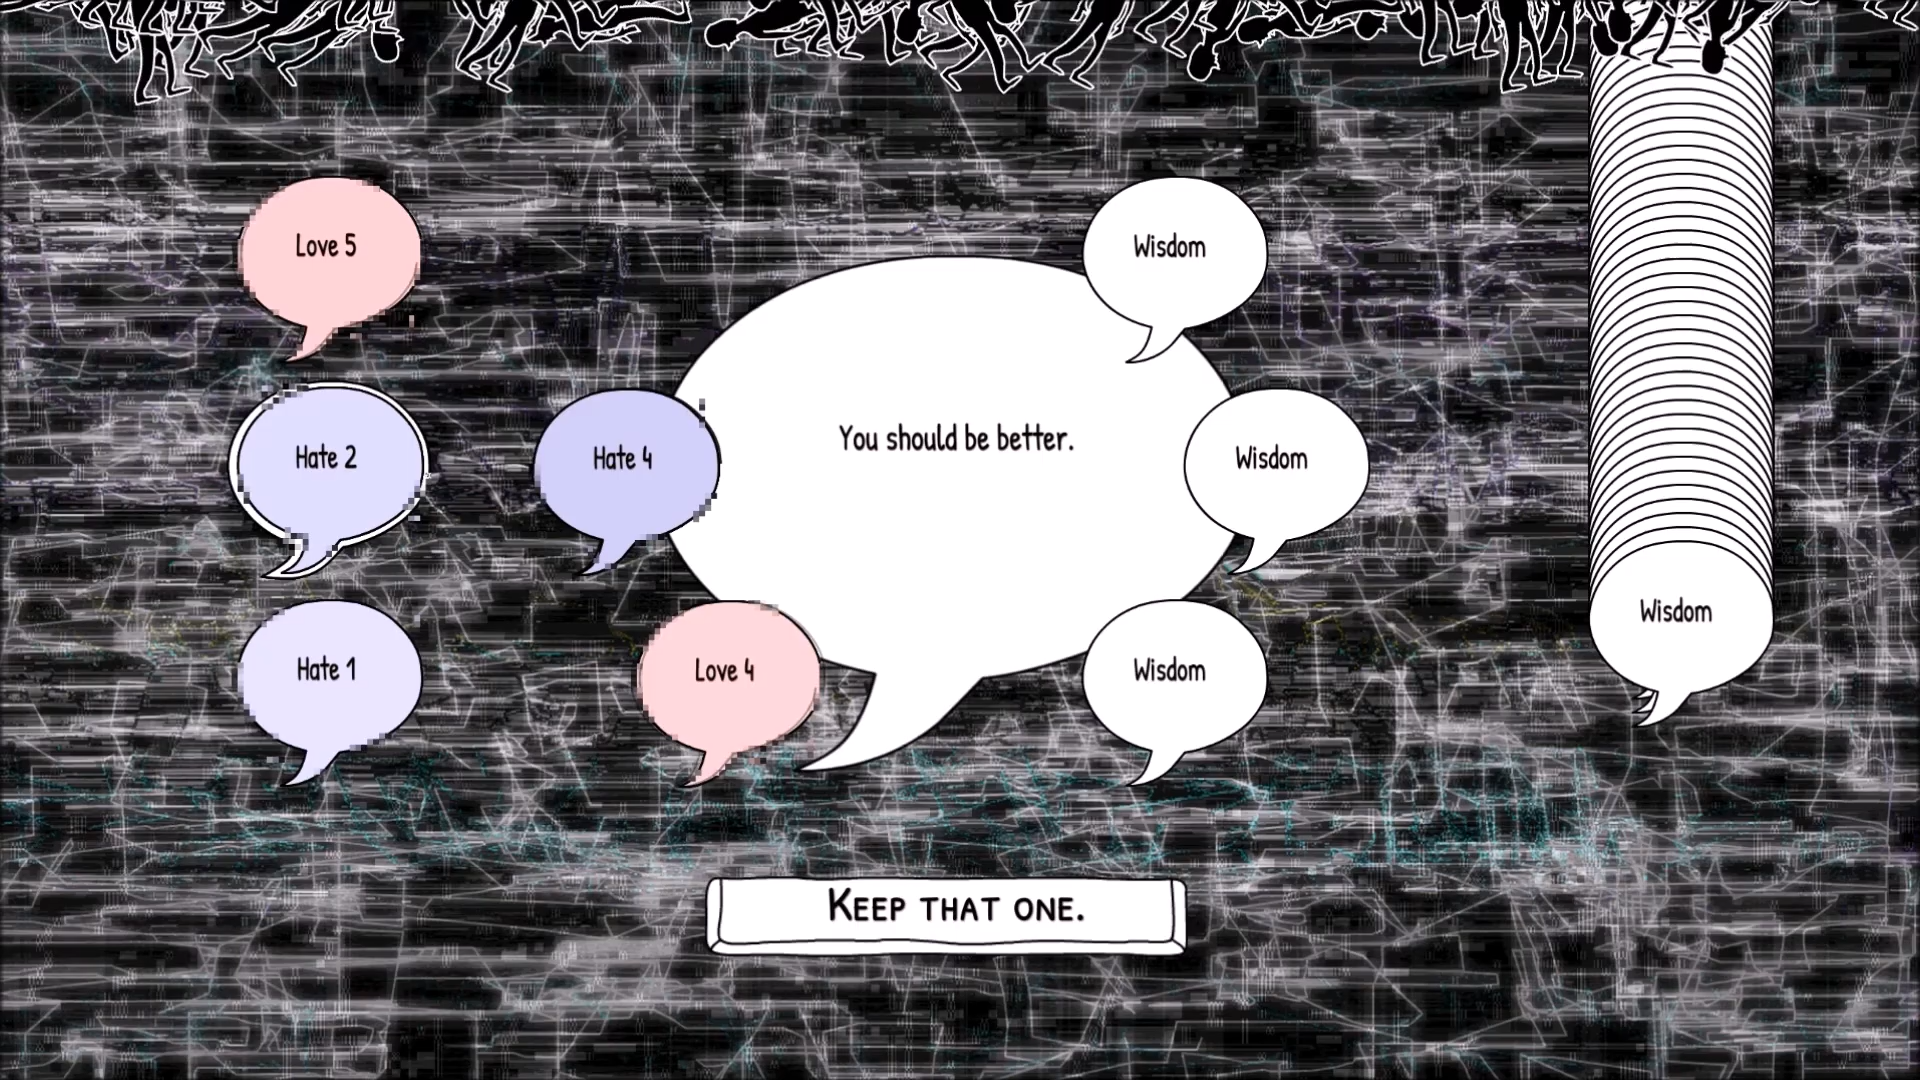 Love 5
Wisdom
Hate 2
Hate 4
You should be better.
Wisdom
Hate 1
Love 4
Wisdom
Wisdom
KEEP THAT ONE.